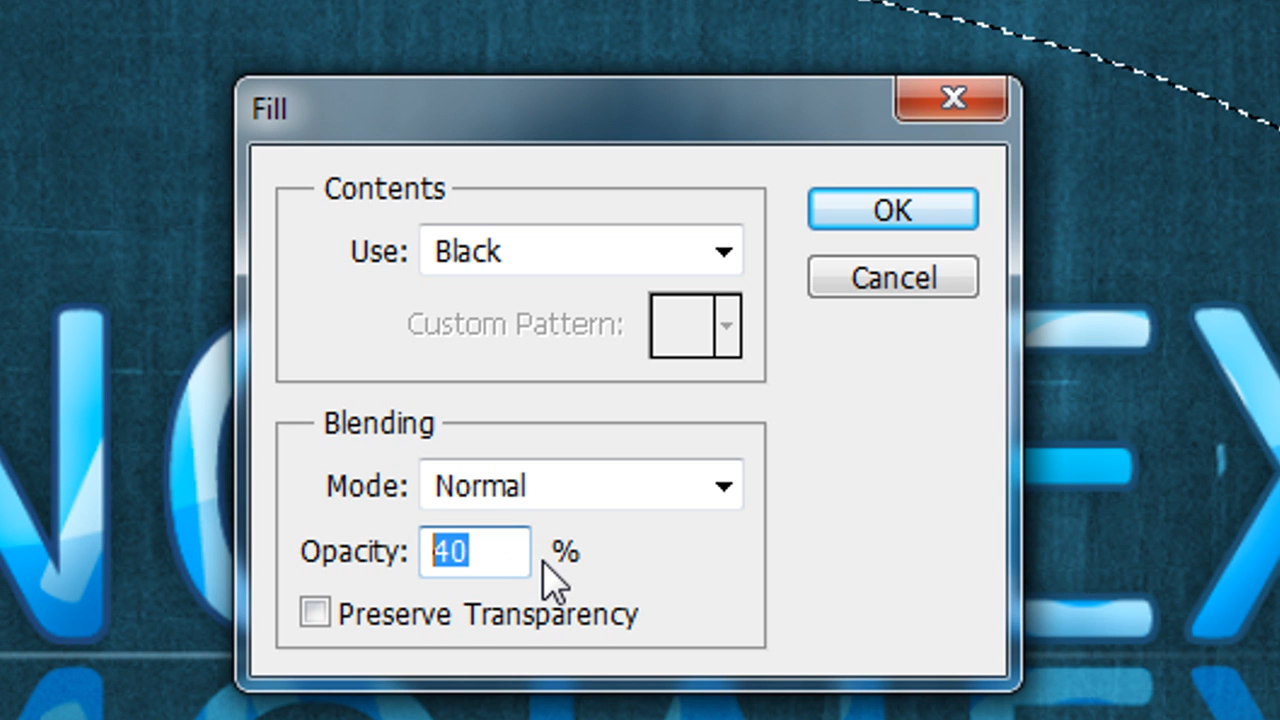 Fill
Contents
OK
Use: Black
Cancel
Custom Pattern:
Blending
Mode: Normal
Opacity: 40 %
Preserve Transparency